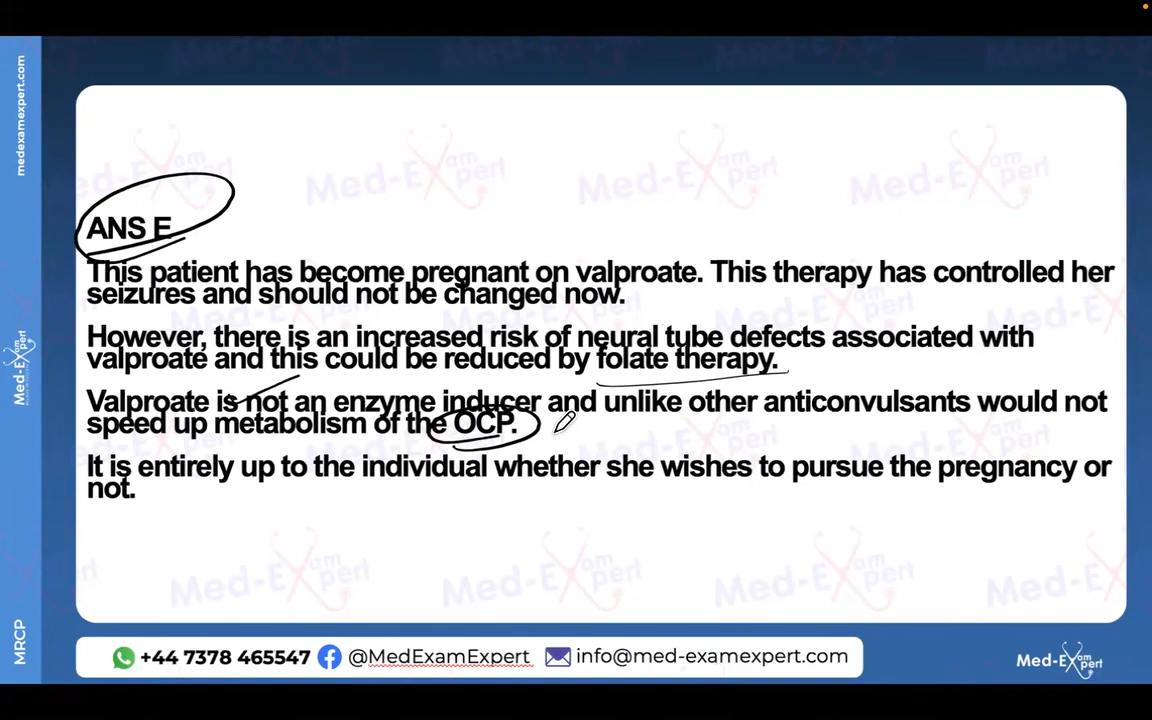 medexamexpert.com
Med-Exam Expert
MRCP
ANS E.
This patient has become pregnant on valproate. This therapy has controlled her
seizures and should not be changed now.
However, there is an increased risk of neural tube defects associated with
valproate and this could be reduced by folate therapy.
Valproate is not an enzyme inducer and unlike other anticonvulsants would not
speed up metabolism of the OCP.
It is entirely up to the individual whether she wishes to pursue the pregnancy or
not.
+44 7378 465547 @MedExamExpert info@med-examexpert.com
Med-Exam Expert